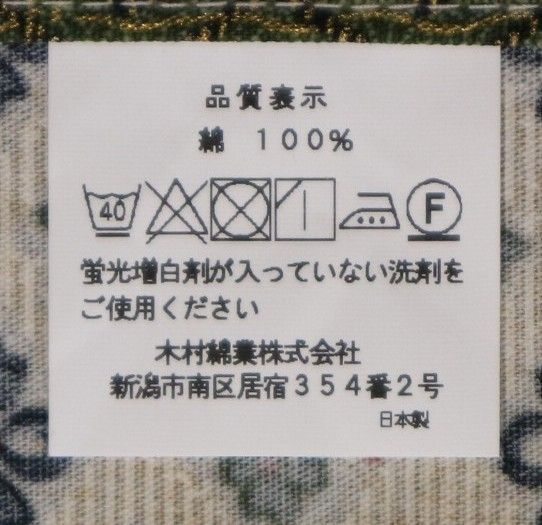 品質表示
綿 100%
40
F
蛍光増白剤が入っていない洗剤を
ご使用ください
木村綿業株式会社
新潟市南区居宿354番2号
日本製